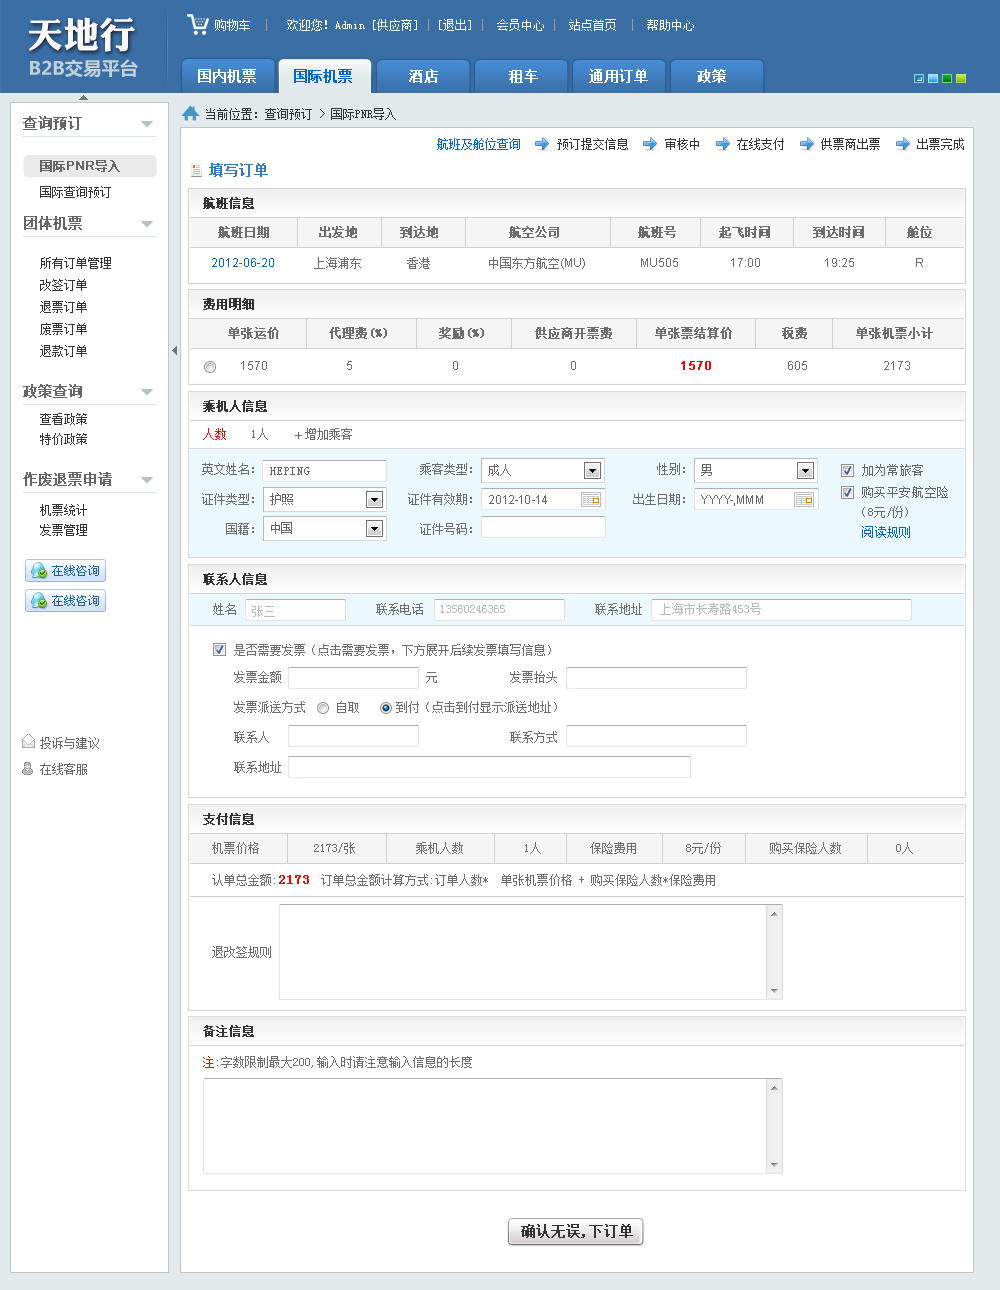 天地行
B2B交易平台
购物车 | 欢迎您! Admin [供应商] | [退出] | 会员中心 | 站点首页 | 帮助中心
国内机票 国际机票 酒店 租车 通用订单 政策
当前位置: 查询预订 > 国际PNR导入
查询预订
国际PNR导入
国际查询预订
团体机票
所有订单管理
改签订单
退票订单
废票订单
退款订单
政策查询
查看政策
特价政策
作废退票申请
机票统计
发票管理
在线咨询
在线咨询
投诉与建议
在线客服
航班及舱位查询 预订提交信息 审核中 在线支付 供票商出票 出票完成
填写订单
航班信息
航班日期 出发地 到达地 航空公司 航班号 起飞时间 到达时间 舱位
2012-06-20 上海浦东 香港 中国东方航空(MU) MU505 17:00 19:25 R
费用明细
单张运价 代理费(%) 奖励(%) 供应商开票费 单张票结算价 税费 单张机票小计
1570 5 0 0 1570 605 2173
乘机人信息
人数 1人 +增加乘客
英文姓名: HEPING 乘客类型: 成人 性别: 男 加为常旅客
证件类型: 护照 证件有效期: 2012-10-14 出生日期: YYYY-,MMM 购买平安航空险
(8元/份)
国籍: 中国 证件号码: 阅读规则
联系人信息
姓名 张三 联系电话 13560246365 联系地址 上海市长寿路453号
是否需要发票(点击需要发票, 下方展开后续发票填写信息)
发票金额 元 发票抬头
发票派送方式 自取 到付(点击到付显示派送地址)
联系人 联系方式
联系地址
支付信息
机票价格 2173/张 乘机人数 1人 保险费用 8元/份 购买保险人数 0人
认单总金额: 2173 订单总金额计算方式:订单人数* 单张机票价格 + 购买保险人数*保险费用
退改签规则
备注信息
注:字数限制最大200,输入时请注意输入信息的长度
确认无误,下订单